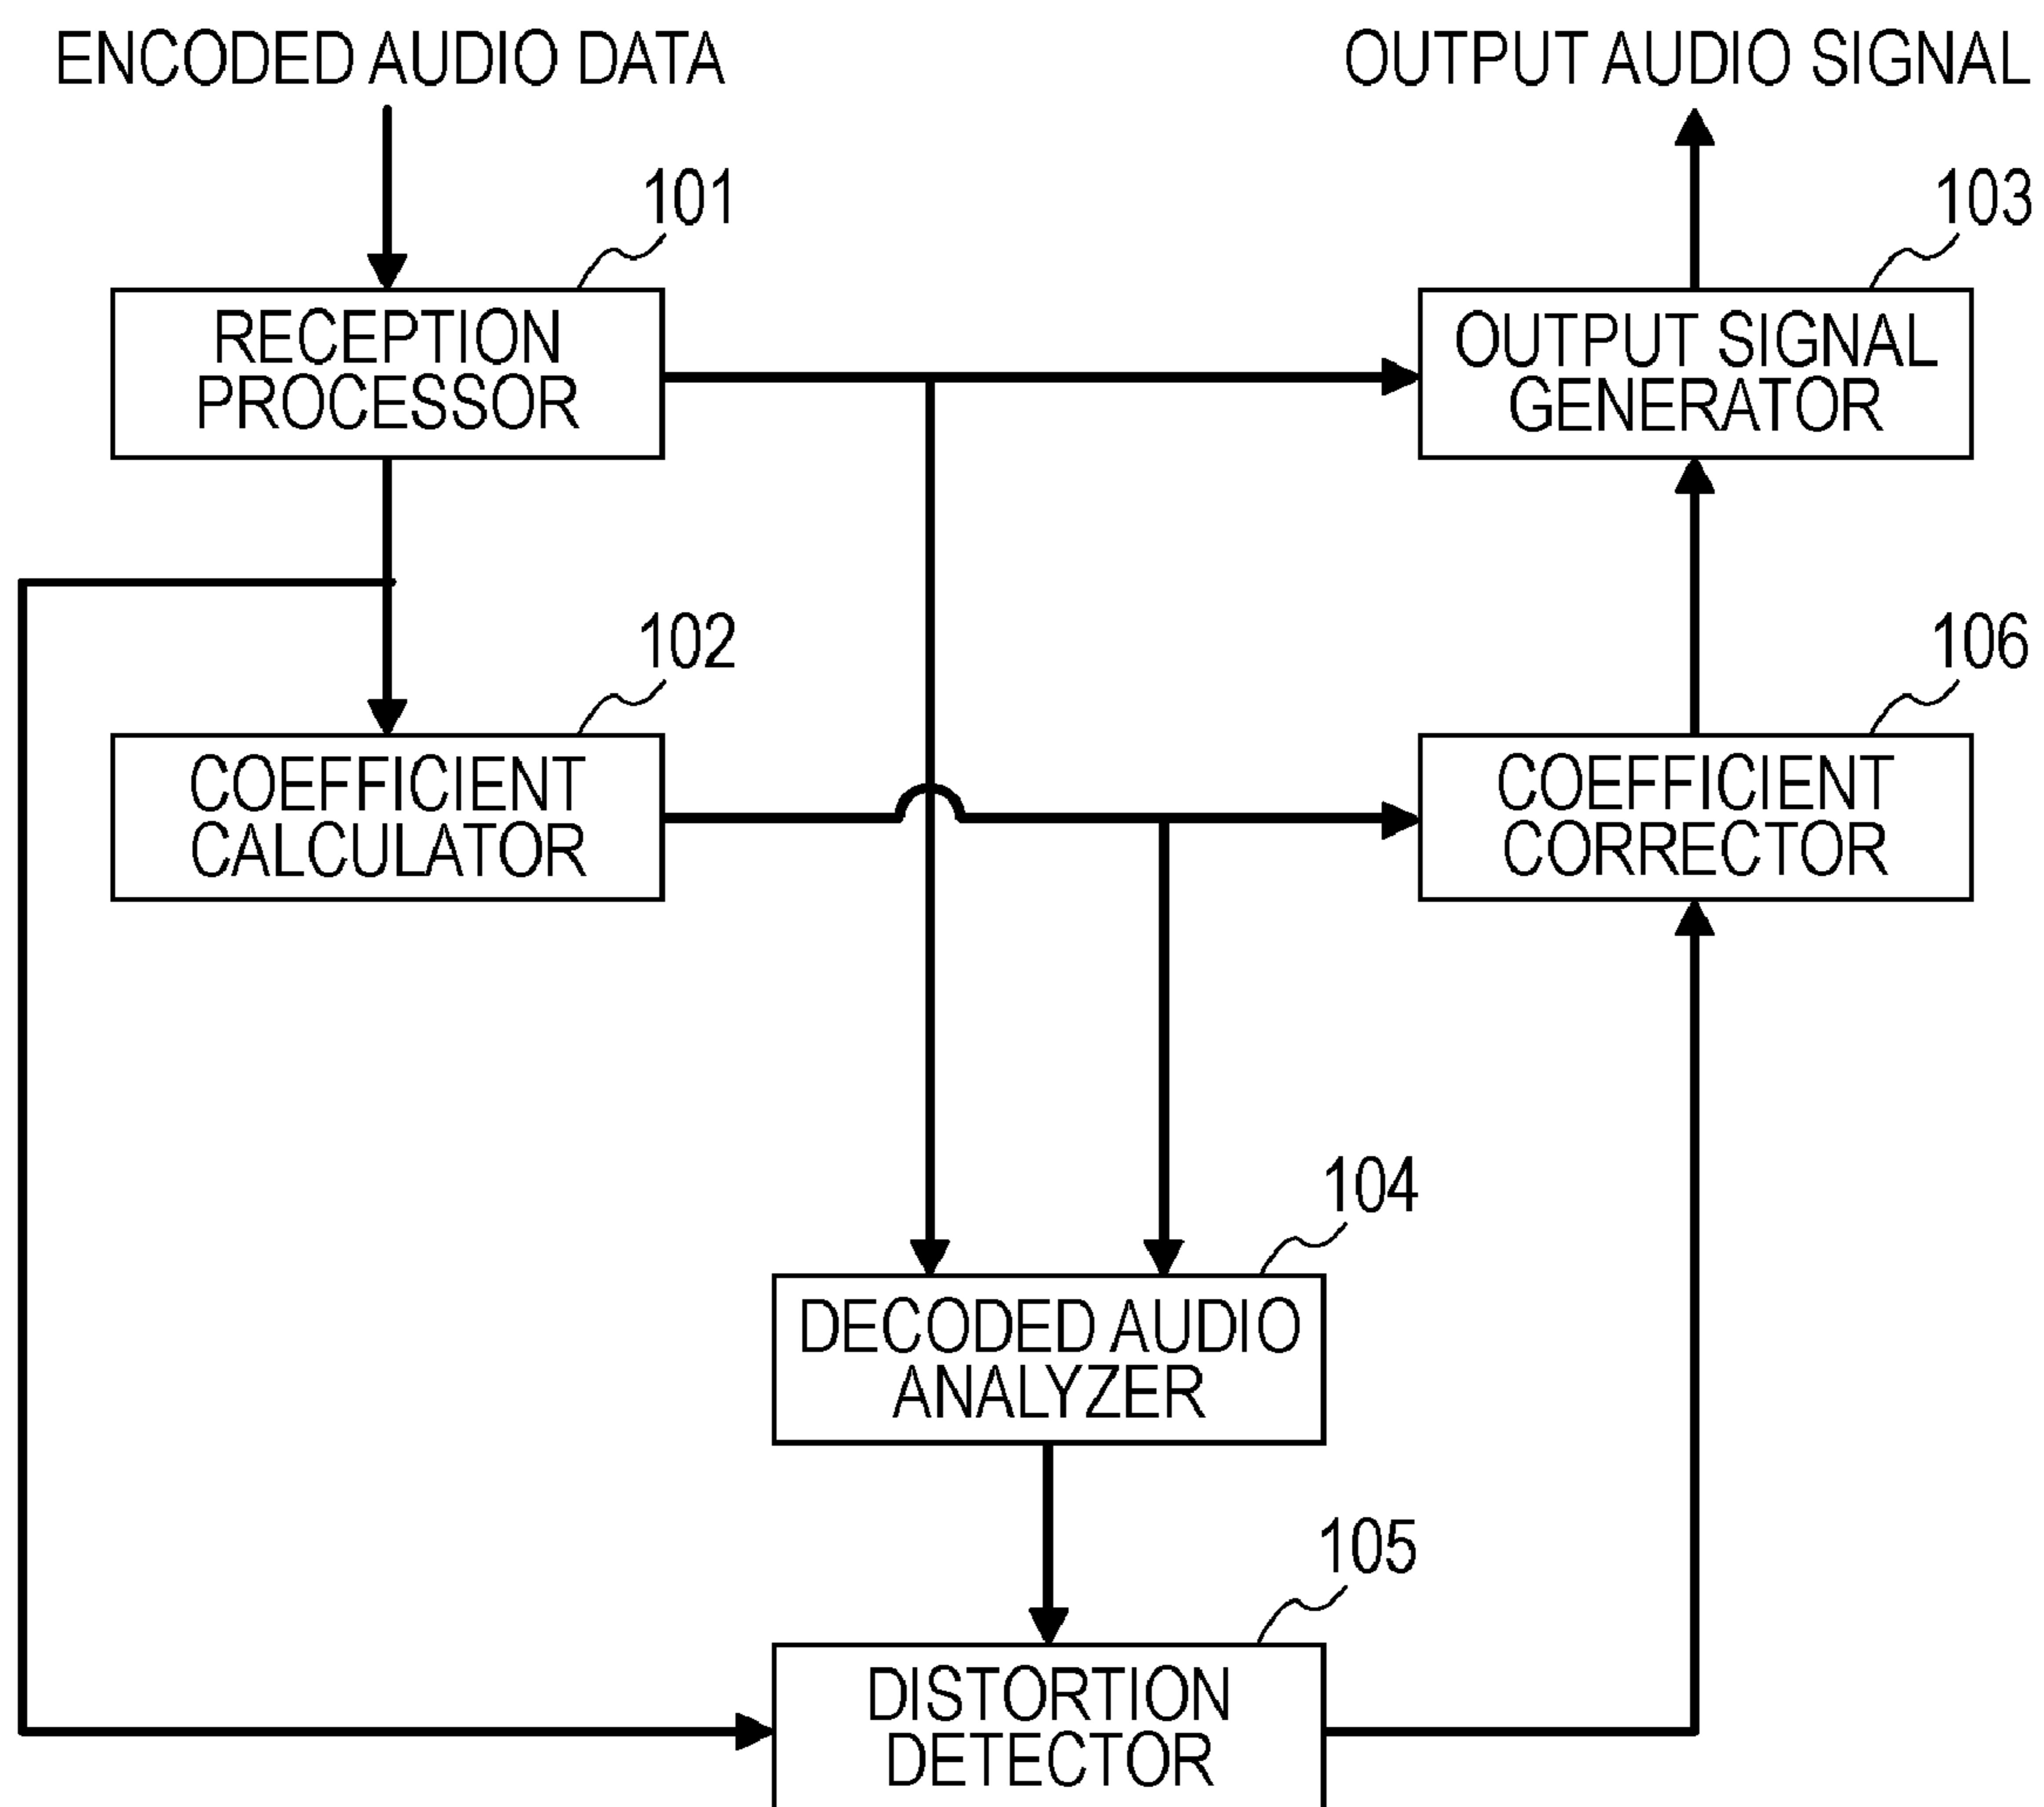 ENCODED AUDIO DATA
OUTPUT AUDIO SIGNAL
101
103
RECEPTION
PROCESSOR
OUTPUT SIGNAL
GENERATOR
102
106
COEFFICIENT
CALCULATOR
COEFFICIENT
CORRECTOR
104
DECODED AUDIO
ANALYZER
105
DISTORTION
DETECTOR